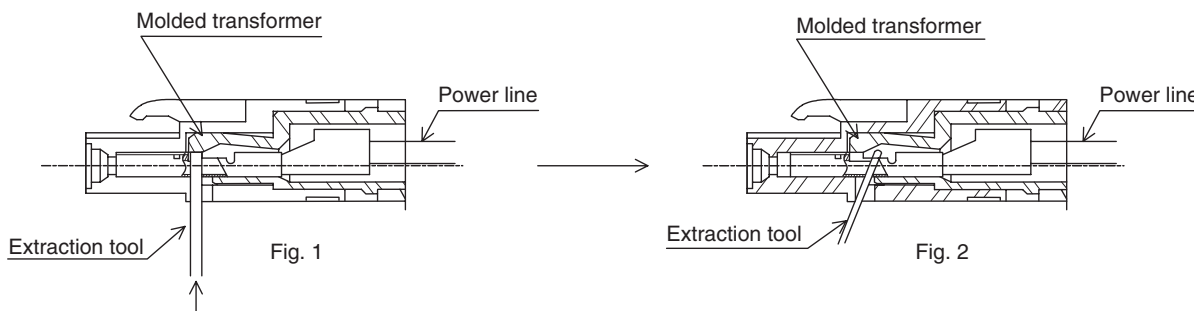 Molded transformer
Power line
Extraction tool
Fig. 1
Molded transformer
Power line
Extraction tool
Fig. 2